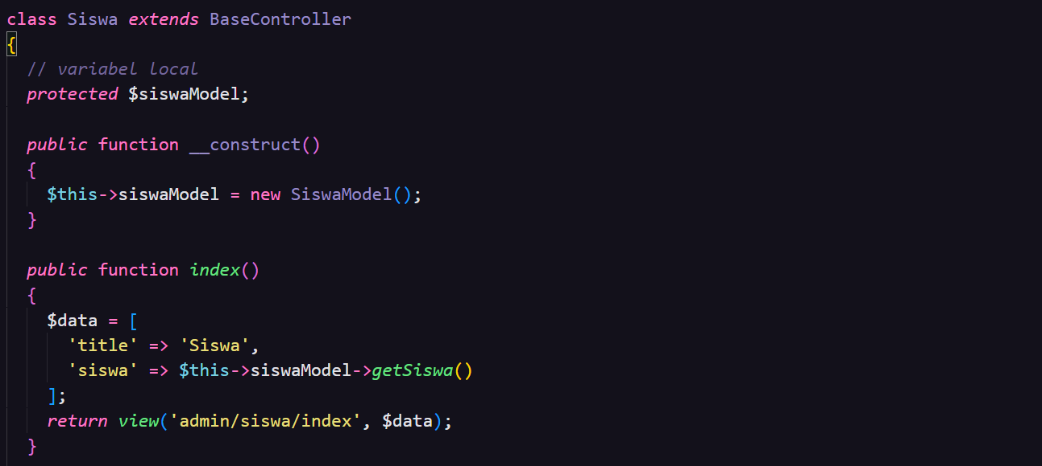 class Siswa extends BaseController
{
// variabel local
protected $siswaModel;
public function __construct()
{
$this->siswaModel = new SiswaModel();
}
public function index()
{
$data = [
'title' => 'Siswa',
'siswa' => $this->siswaModel->getSiswa()
];
return view('admin/siswa/index', $data);
}